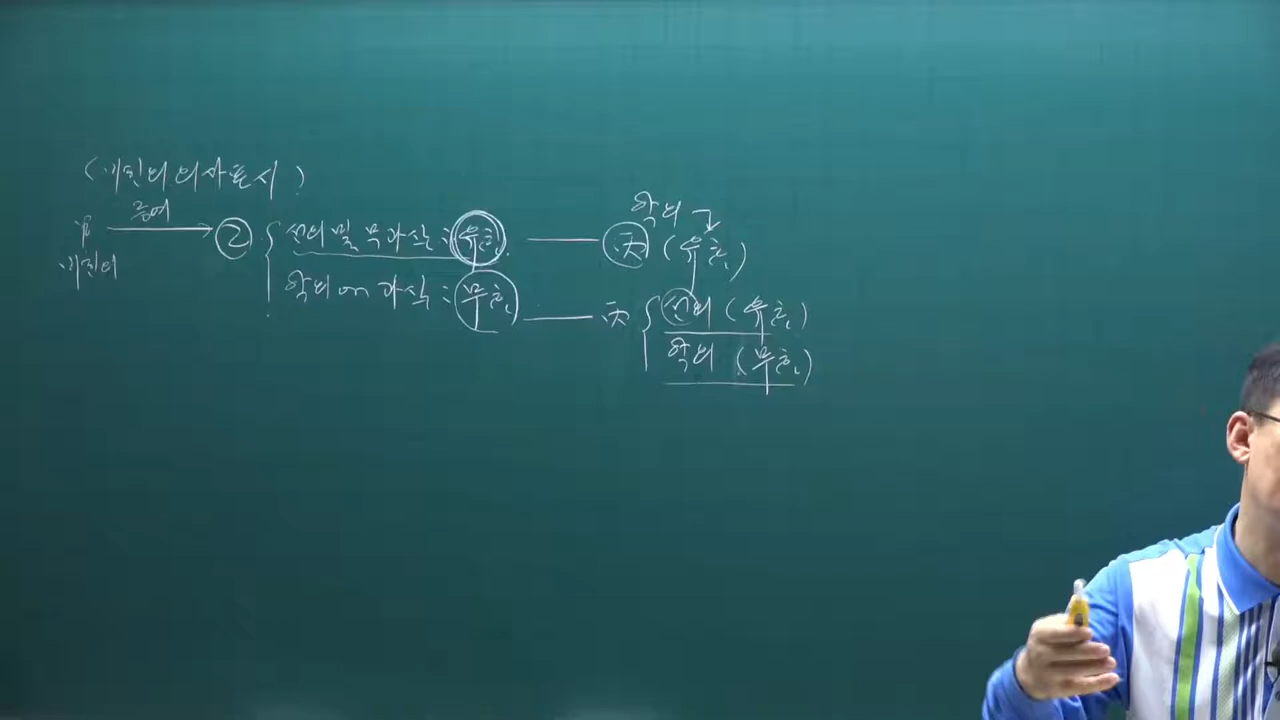 (비진의 의사표시)
甲 증여 → 乙 { 선의 및 무과실 : 유효 ── 丙 (유효) 악의
비진의 { 악의 or 과실 : 무효 ── 丙 { 선의 (유효)
악의 (무효)